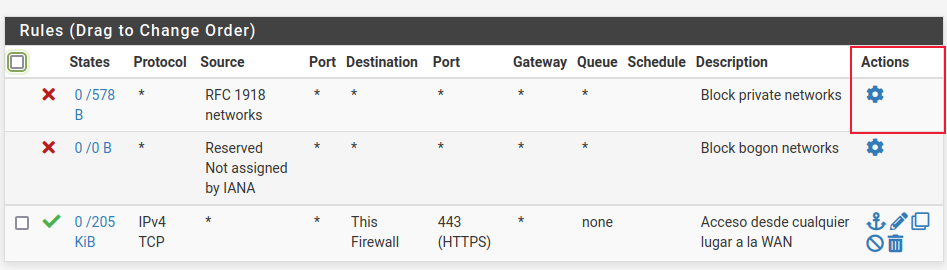 Rules (Drag to Change Order)
States Protocol Source Port Destination Port Gateway Queue Schedule Description Actions
0 /578 * RFC 1918 * * * * * Block private networks
B networks
0 /0 B * Reserved * * * * * Block bogon networks
Not assigned
by IANA
0 /205 IPv4 * * This 443 * none Acceso desde cualquier
KiB TCP Firewall (HTTPS) lugar a la WAN